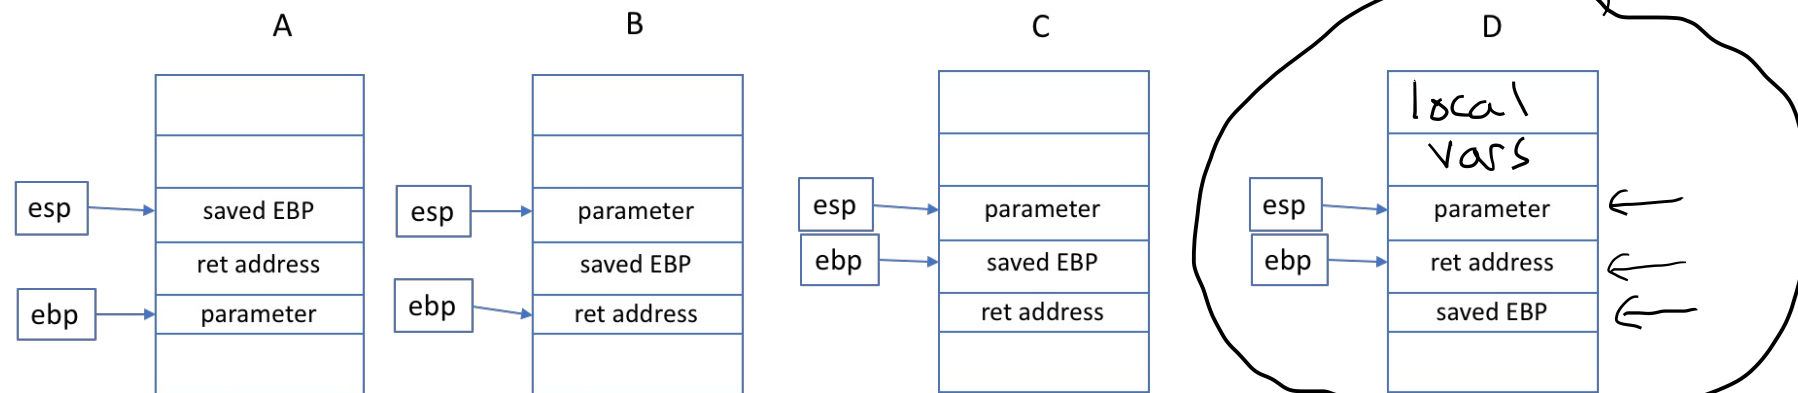 A
B
C
D
local
vars
esp
saved EBP
ret address
ebp
parameter
esp
parameter
saved EBP
ebp
ret address
esp
parameter
ebp
saved EBP
ret address
esp
parameter
ebp
ret address
saved EBP